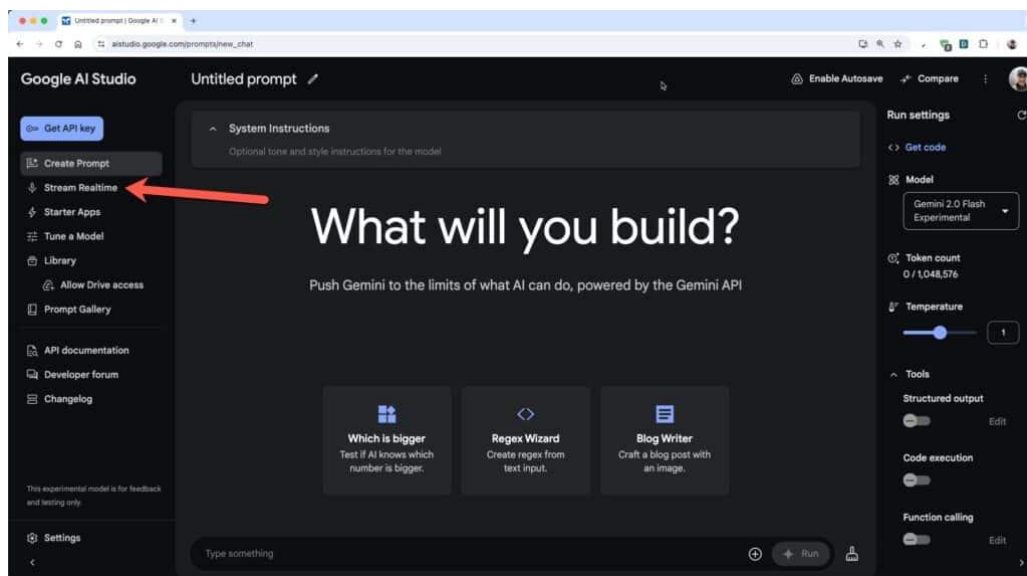 Untitled prompt | Google AI S
aistudio.google.com/prompts/new_chat
Google AI Studio
Untitled prompt
Enable Autosave
Compare
Get API key
Create Prompt
Stream Realtime
Starter Apps
Tune a Model
Library
Allow Drive access
Prompt Gallery
API documentation
Developer forum
Changelog
This experimental model is for feedback
and testing only.
Settings
System Instructions
Optional tone and style instructions for the model
What will you build?
Push Gemini to the limits of what AI can do, powered by the Gemini API
Which is bigger
Test if AI knows which
number is bigger.
Regex Wizard
Create regex from
text input.
Blog Writer
Craft a blog post with
an image.
Type something
Run
Run settings
Get code
Model
Gemini 2.0 Flash
Experimental
Token count
0 / 1,048,576
Temperature
1
Tools
Structured output
Edit
Code execution
Function calling
Edit